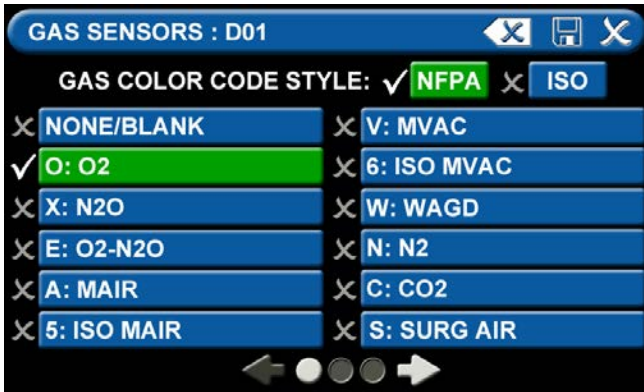 GAS SENSORS : D01
GAS COLOR CODE STYLE: NFPA ISO
NONE/BLANK
O: O2
X: N2O
E: O2-N2O
A: MAIR
5: ISO MAIR
V: MVAC
6: ISO MVAC
W: WAGD
N: N2
C: CO2
S: SURG AIR